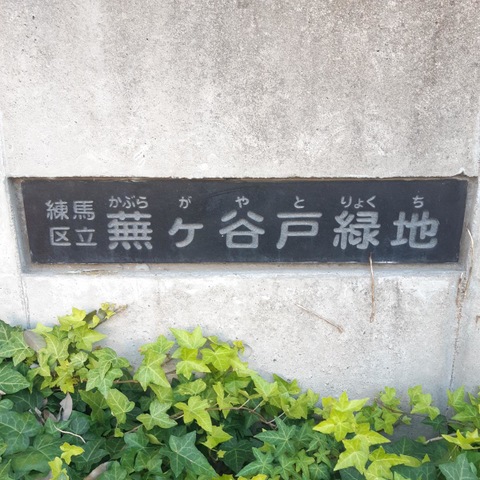 練馬
区立
かぶら が や と りょく ち
蕪ヶ谷戸緑地